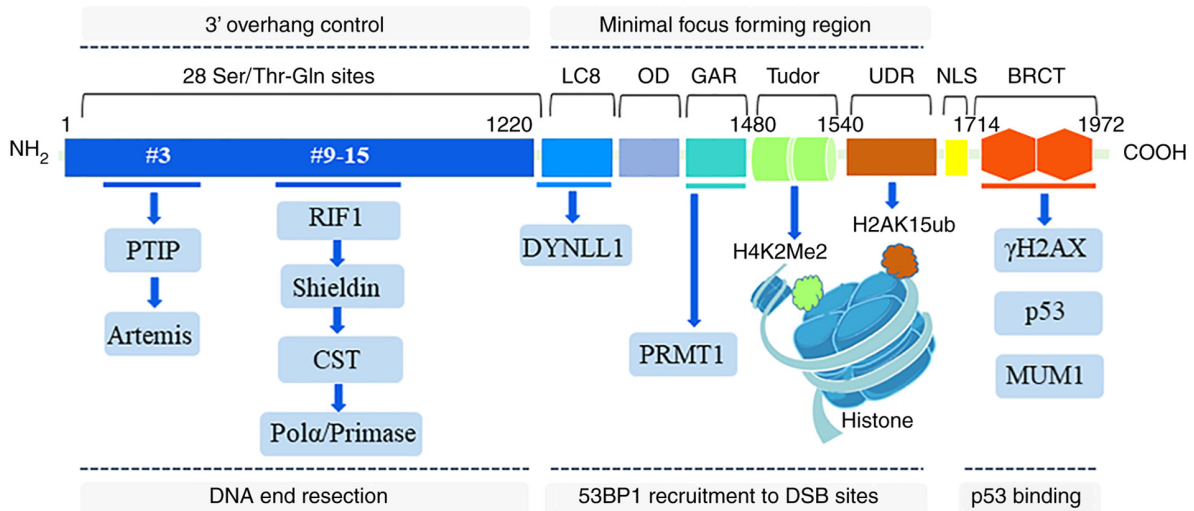 3' overhang control
Minimal focus forming region
28 Ser/Thr-Gln sites
LC8
OD
GAR
Tudor
UDR
NLS
BRCT
1
1220
1480
1540
1714
1972
NH2
#3
#9-15
COOH
PTIP
Artemis
RIF1
Shieldin
CST
Polα/Primase
DYNLL1
PRMT1
H4K2Me2
H2AK15ub
Histone
γH2AX
p53
MUM1
DNA end resection
53BP1 recruitment to DSB sites
p53 binding